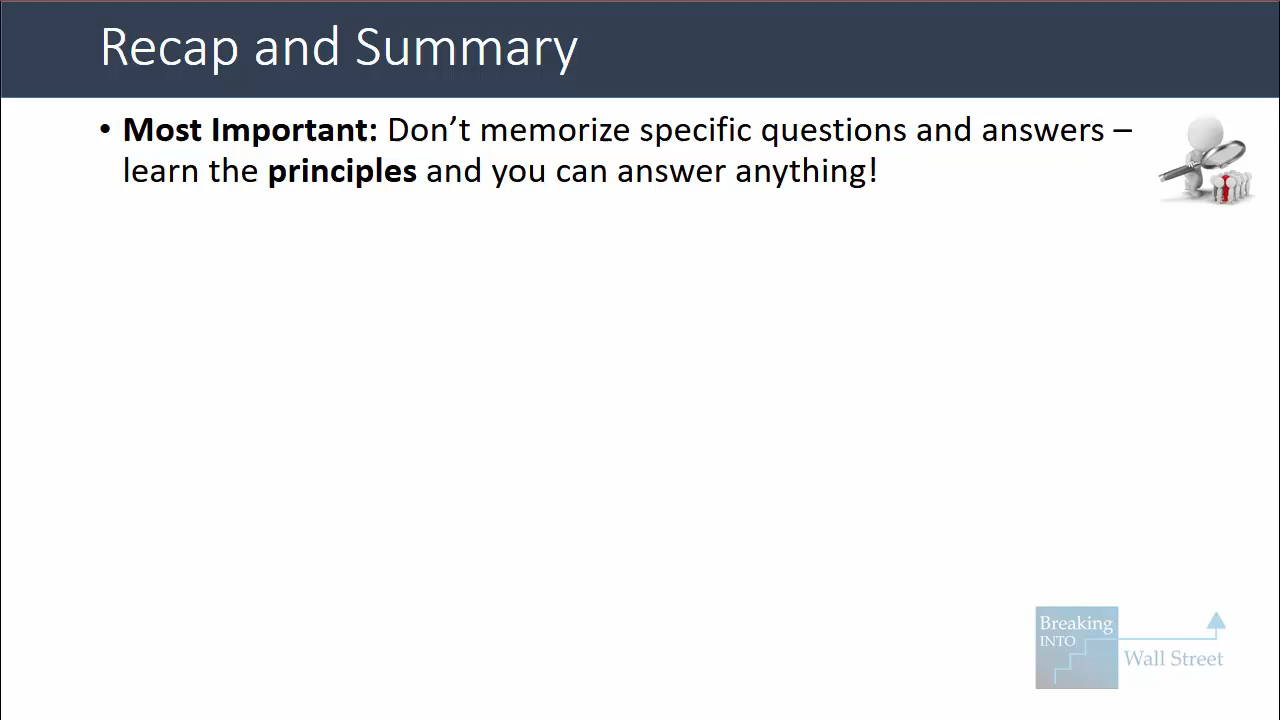 Recap and Summary
• Most Important: Don’t memorize specific questions and answers –
learn the principles and you can answer anything!
Breaking
INTO
Wall Street